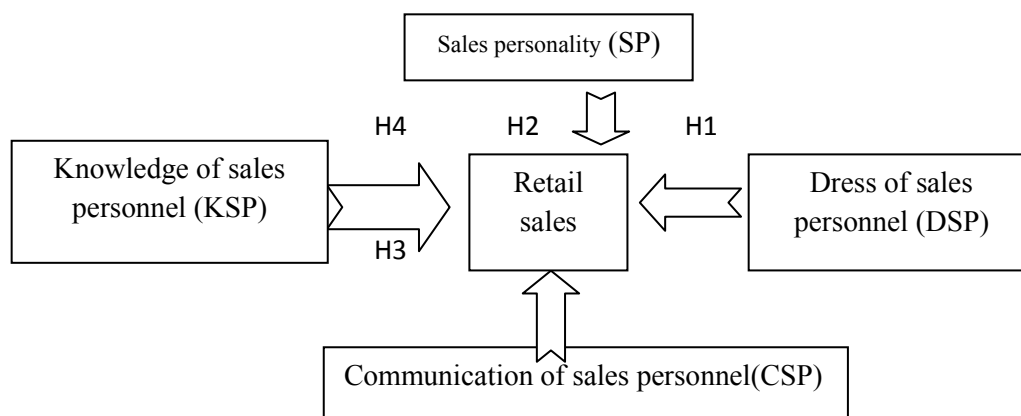 Sales personality (SP)
H4
H2
H1
Knowledge of sales
personnel (KSP)
Retail
sales
Dress of sales
personnel (DSP)
H3
Communication of sales personnel(CSP)